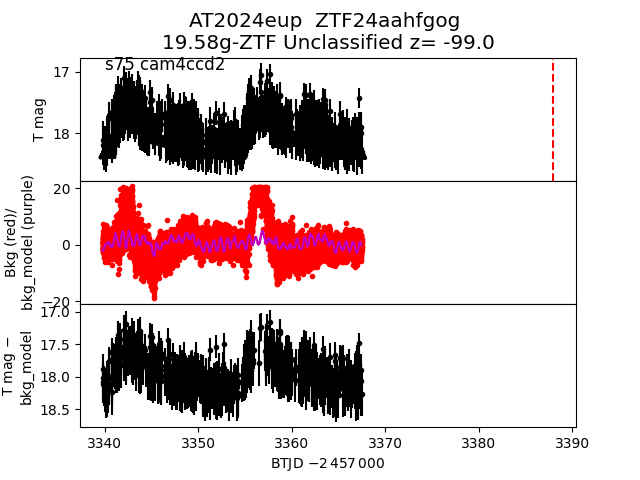 AT2024eup ZTF24aahfgog
19.58g-ZTF Unclassified z= -99.0
s75 cam4ccd2
17
18
T mag
20
0
−20
Bkg (red)/
bkg_model (purple)
17.0
17.5
18.0
18.5
T mag −
bkg_model
3340 3350 3360 3370 3380 3390
BTJD −2 457 000